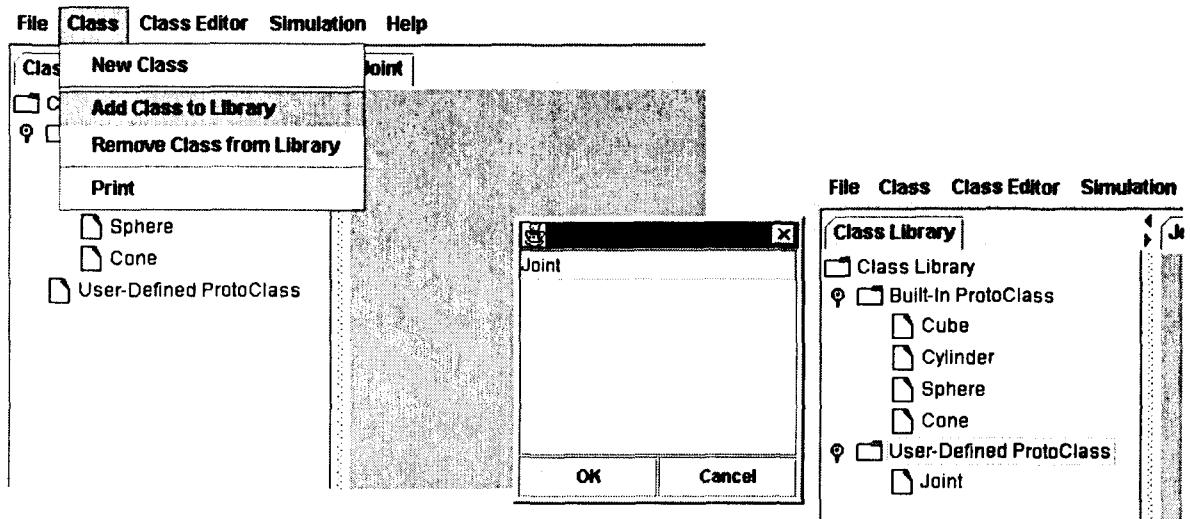 File Class Class Editor Simulation Help
New Class
Joint
Add Class to Library
Remove Class from Library
Print
Sphere
Cone
User-Defined ProtoClass
Joint
OK Cancel
File Class Class Editor Simulation
Class Library
Class Library
Built-In ProtoClass
Cube
Cylinder
Sphere
Cone
User-Defined ProtoClass
Joint